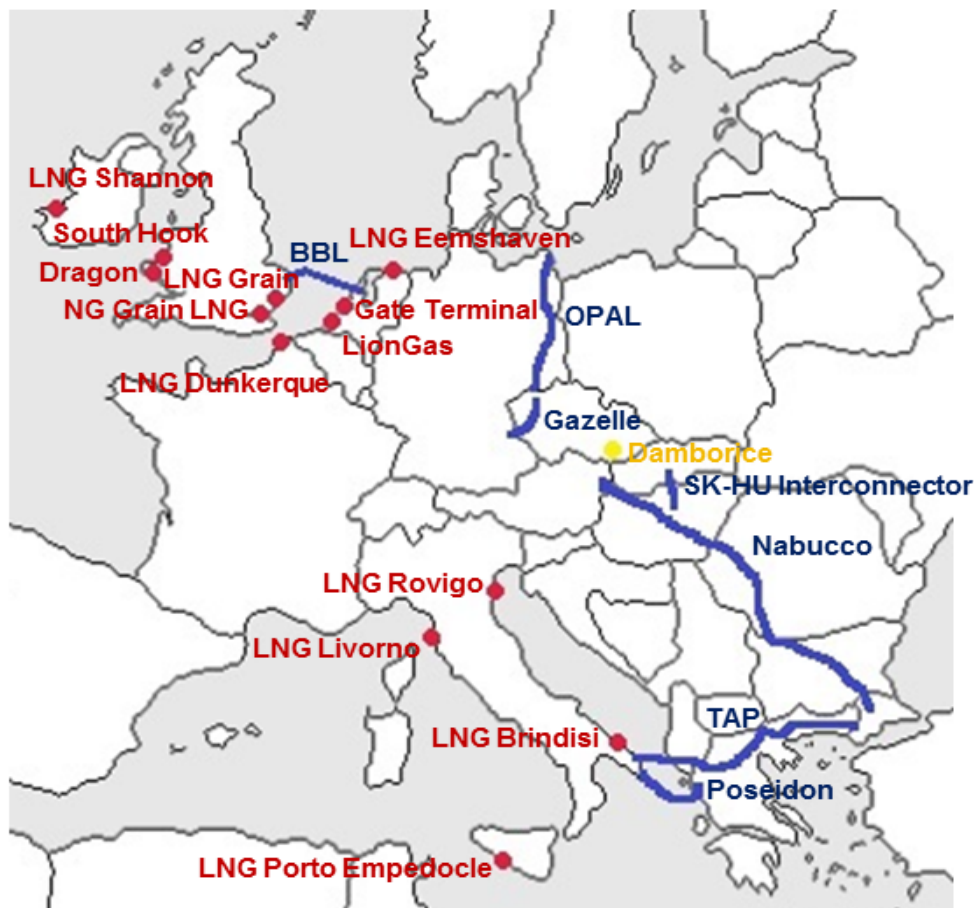 LNG Shannon
South Hook
BBL
LNG Eemshaven
Dragon
LNG Grain
NG Grain LNG
Gate Terminal
OPAL
LionGas
LNG Dunkerque
Gazelle
Damborice
SK-HU Interconnector
Nabucco
LNG Rovigo
LNG Livorno
TAP
LNG Brindisi
Poseidon
LNG Porto Empedocle